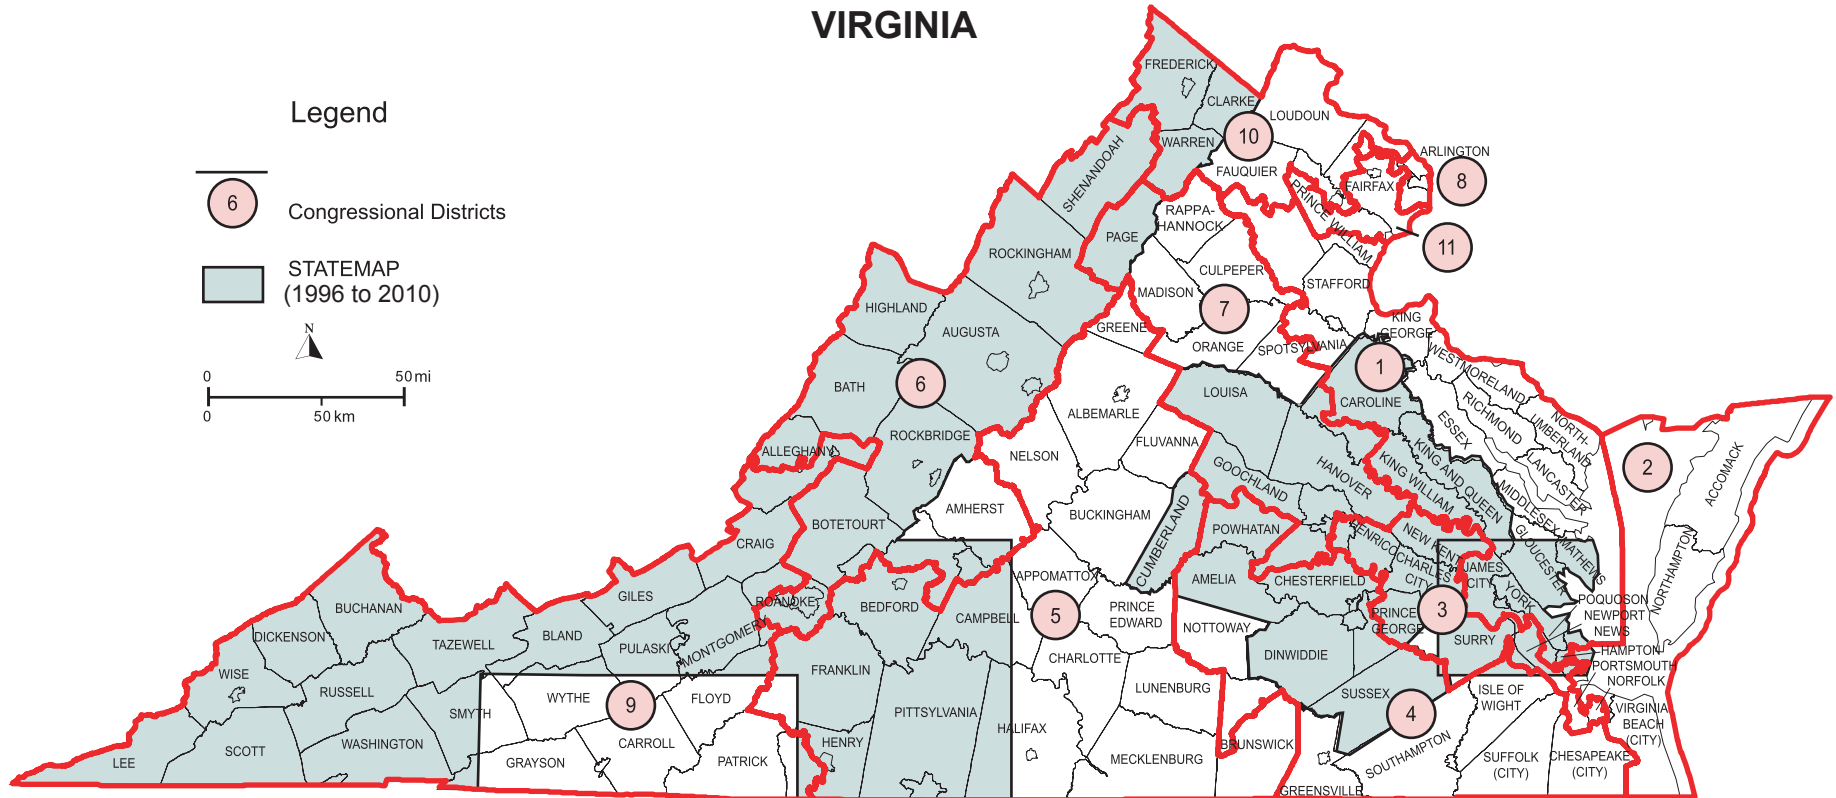 VIRGINIA
Legend
6
Congressional Districts
STATEMAP
(1996 to 2010)
N
0
50 mi
0
50 km
FREDERICK
CLARKE
LOUDOUN
10
WARREN
SHENANDOAH
FAUQUIER
ARLINGTON
8
FAIRFAX
PRINCE WILLIAM
11
RAPPA-
HANNOCK
PAGE
ROCKINGHAM
CULPEPER
STAFFORD
MADISON
7
HIGHLAND
AUGUSTA
GREENE
ORANGE
SPOTSYLVANIA
KING
GEORGE
1
WESTMORELAND
BATH
6
LOUISA
CAROLINE
RICHMOND
NORTH-
UMBERLAND
ESSEX
ALBEMARLE
ROCKBRIDGE
FLUVANNA
ALLEGHANY
NELSON
GOOCHLAND
HANOVER
KING AND QUEEN
KING WILLIAM
LANCASTER
MIDDLESEX
2
ACCOMACK
AMHERST
BUCKINGHAM
BOTETOURT
CUMBERLAND
POWHATAN
HENRICO
NEW KENT
GLOUCESTER
MATHEWS
NORTHAMPTON
CRAIG
APPOMATTOX
AMELIA
CHESTERFIELD
CHARLES
CITY
JAMES
CITY
YORK
GILES
ROANOKE
BEDFORD
CAMPBELL
5
PRINCE
EDWARD
NOTTOWAY
PRINCE
GEORGE
3
SURRY
POQUOSON
NEWPORT
NEWS
HAMPTON
PORTSMOUTH
NORFOLK
BUCHANAN
DICKENSON
TAZEWELL
BLAND
PULASKI
MONTGOMERY
FRANKLIN
CHARLOTTE
DINWIDDIE
WISE
RUSSELL
SMYTH
WYTHE
9
FLOYD
PITTSYLVANIA
HALIFAX
LUNENBURG
SUSSEX
4
ISLE OF
WIGHT
VIRGINIA
BEACH
(CITY)
LEE
SCOTT
WASHINGTON
GRAYSON
CARROLL
PATRICK
HENRY
MECKLENBURG
BRUNSWICK
GREENSVILLE
SOUTHAMPTON
SUFFOLK
(CITY)
CHESAPEAKE
(CITY)